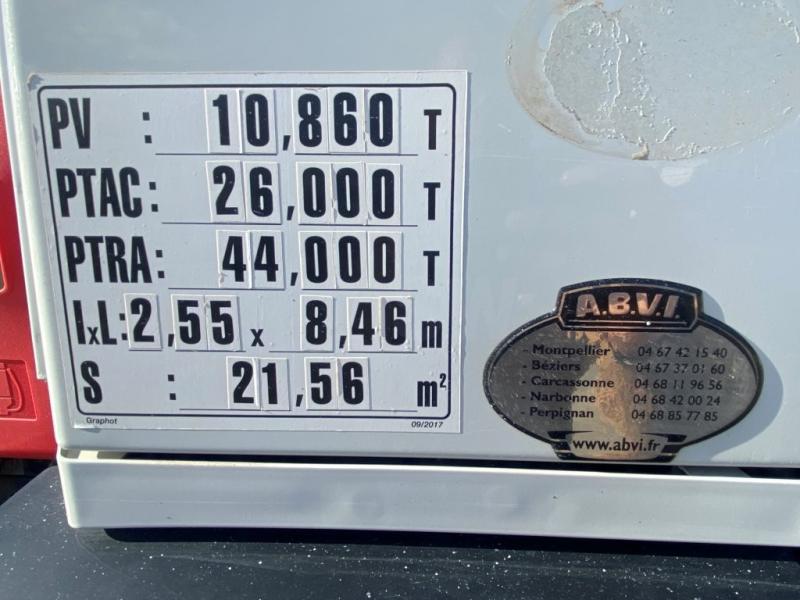 PV : 10,860 T
PTAC : 26,000 T
PTRA : 44,000 T
IxL : 2,55 x 8,46 m
S : 21,56 m²
Graphot 09/2017
A.B.V.I.
- Montpellier 04 67 42 15 40
- Béziers 04 67 37 01 60
- Carcassonne 04 68 11 96 56
- Narbonne 04 68 42 00 24
- Perpignan 04 68 85 77 85
www.abvi.fr